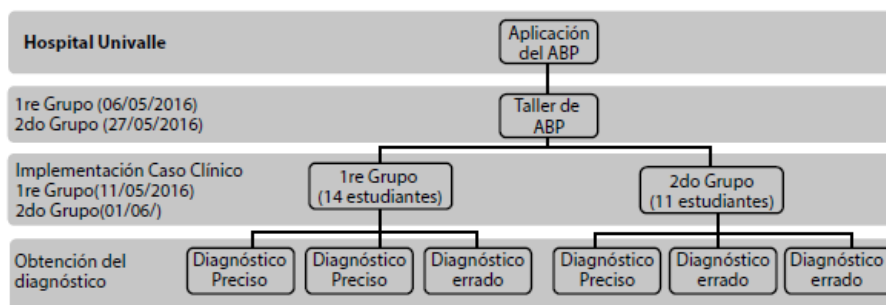 Hospital Univalle
Aplicación
del ABP
1re Grupo (06/05/2016)
2do Grupo (27/05/2016)
Taller de
ABP
Implementación Caso Clínico
1re Grupo(11/05/2016)
2do Grupo(01/06/)
1re Grupo
(14 estudiantes)
2do Grupo
(11 estudiantes)
Obtención del
diagnóstico
Diagnóstico
Preciso
Diagnóstico
Preciso
Diagnóstico
errado
Diagnóstico
Preciso
Diagnóstico
errado
Diagnóstico
errado